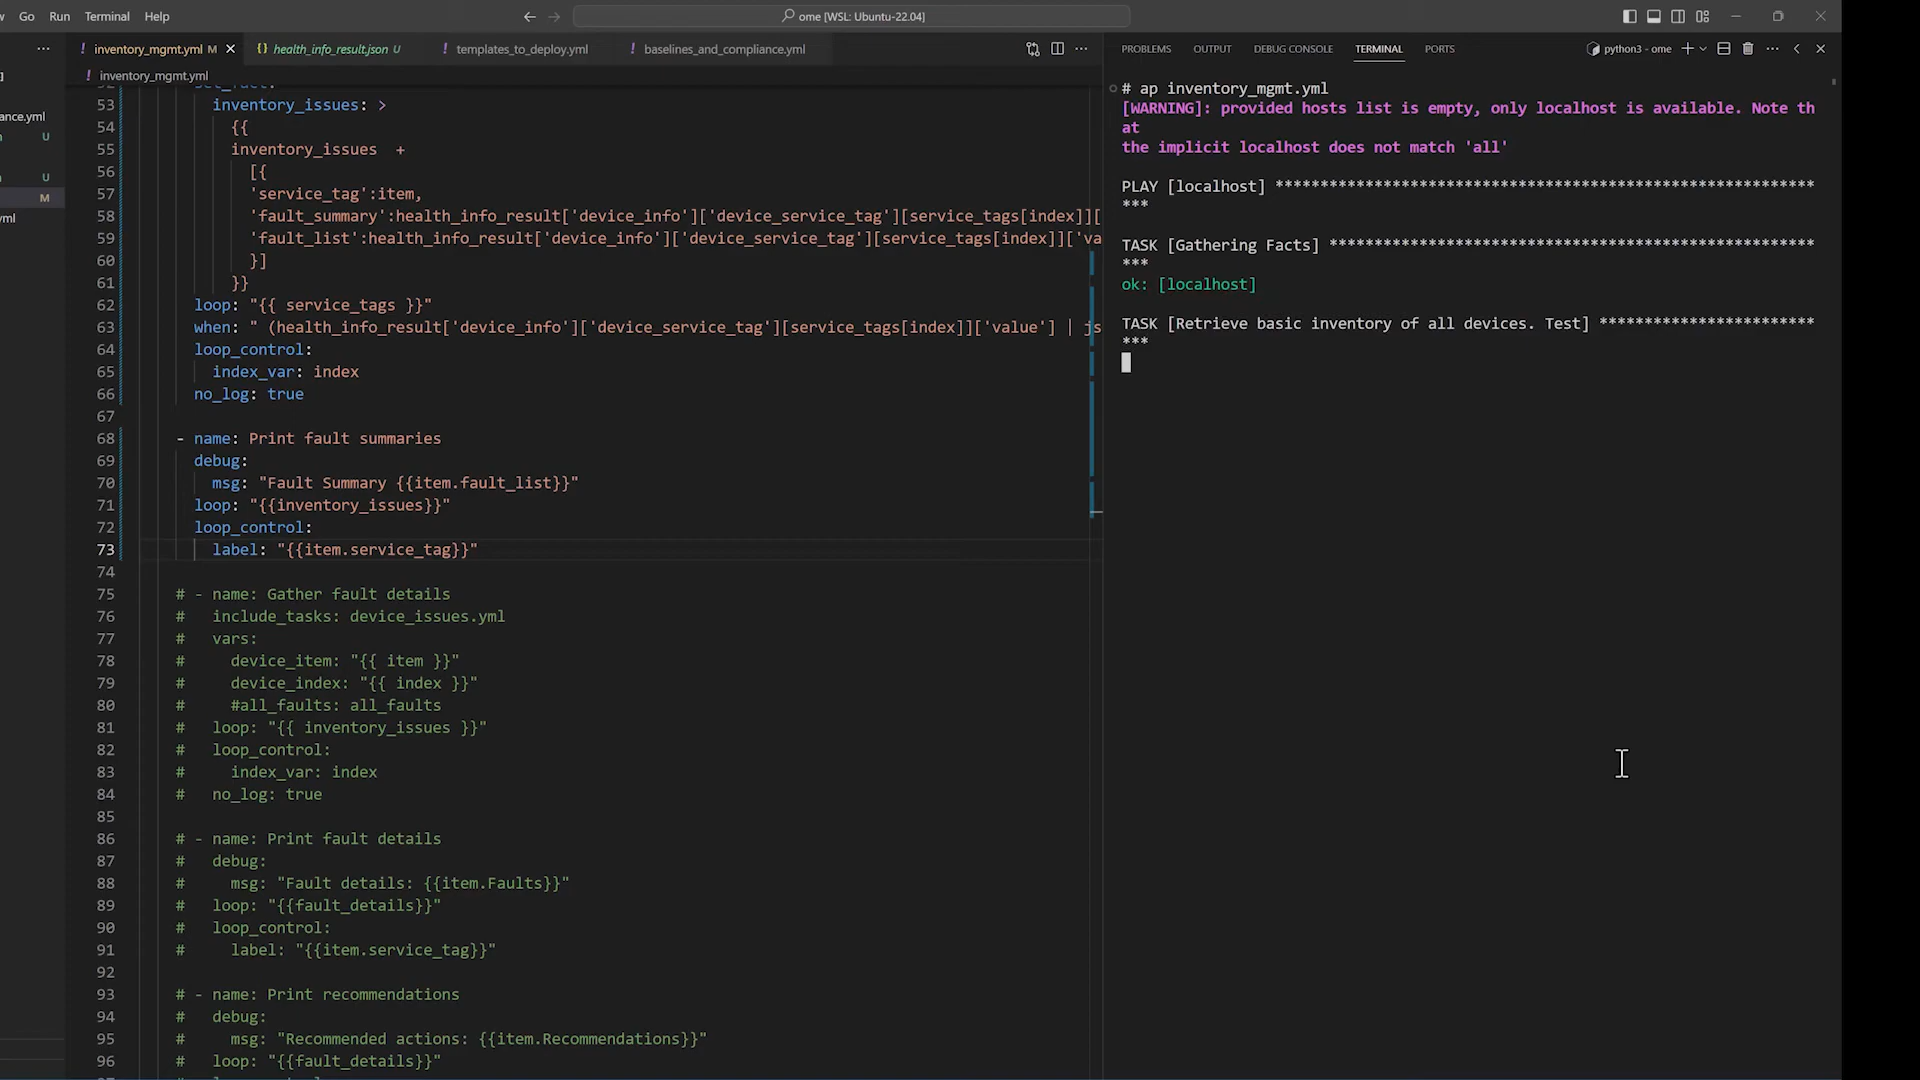 Go Run Terminal Help
ome [WSL: Ubuntu-22.04]
inventory_mgmt.yml M
health_info_result.json U
templates_to_deploy.yml
baselines_and_compliance.yml
PROBLEMS OUTPUT DEBUG CONSOLE TERMINAL PORTS
python3 - ome
inventory_mgmt.yml
ance.yml
U
U
M
yml
53 inventory_issues: >
54 {{
55 inventory_issues +
56 [{
57 'service_tag':item,
58 'fault_summary':health_info_result['device_info']['device_service_tag'][service_tags[index]][
59 'fault_list':health_info_result['device_info']['device_service_tag'][service_tags[index]]['va
60 }]
61 }}
62 loop: "{{ service_tags }}"
63 when: " (health_info_result['device_info']['device_service_tag'][service_tags[index]]['value'] | js
64 loop_control:
65 index_var: index
66 no_log: true
67
68 - name: Print fault summaries
69 debug:
70 msg: "Fault Summary {{item.fault_list}}"
71 loop: "{{inventory_issues}}"
72 loop_control:
73 label: "{{item.service_tag}}"
74
75 # - name: Gather fault details
76 # include_tasks: device_issues.yml
77 # vars:
78 # device_item: "{{ item }}"
79 # device_index: "{{ index }}"
80 # #all_faults: all_faults
81 # loop: "{{ inventory_issues }}"
82 # loop_control:
83 # index_var: index
84 # no_log: true
85
86 # - name: Print fault details
87 # debug:
88 # msg: "Fault details: {{item.Faults}}"
89 # loop: "{{fault_details}}"
90 # loop_control:
91 # label: "{{item.service_tag}}"
92
93 # - name: Print recommendations
94 # debug:
95 # msg: "Recommended actions: {{item.Recommendations}}"
96 # loop: "{{fault_details}}"
# ap inventory_mgmt.yml
[WARNING]: provided hosts list is empty, only localhost is available. Note th
at
the implicit localhost does not match 'all'
PLAY [localhost] ************************************************************
***
TASK [Gathering Facts] ******************************************************
***
ok: [localhost]
TASK [Retrieve basic inventory of all devices. Test] ************************
***